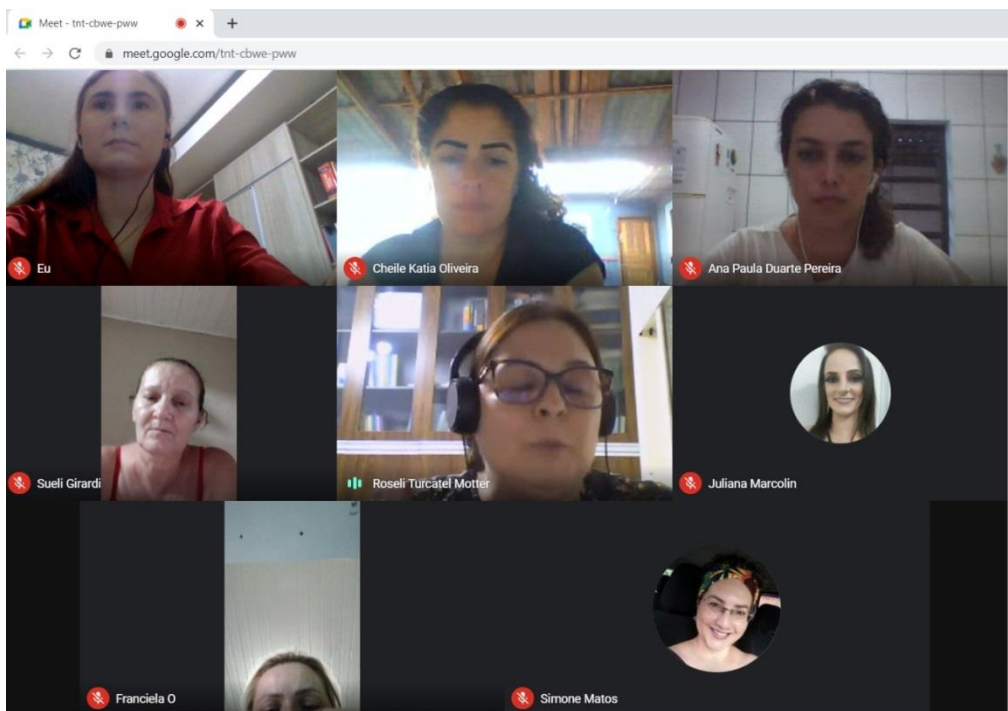 Meet - tnt-cbwe-pww
meet.google.com/tnt-cbwe-pww
Eu
Cheile Katia Oliveira
Ana Paula Duarte Pereira
Sueli Girardi
Roseli Turcatel Motter
Juliana Marcolin
Franciela O
Simone Matos